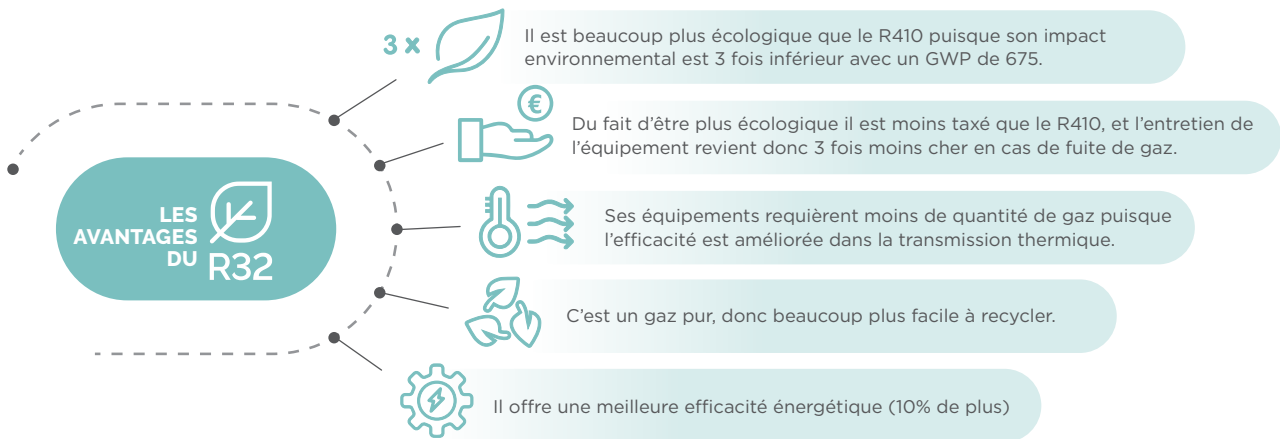 3 x
Il est beaucoup plus écologique que le R410 puisque son impact
environnemental est 3 fois inférieur avec un GWP de 675.
€
Du fait d'être plus écologique il est moins taxé que le R410, et l'entretien de
l'équipement revient donc 3 fois moins cher en cas de fuite de gaz.
LES
AVANTAGES
DU R32
Ses équipements requièrent moins de quantité de gaz puisque
l'efficacité est améliorée dans la transmission thermique.
C'est un gaz pur, donc beaucoup plus facile à recycler.
Il offre une meilleure efficacité énergétique (10% de plus)